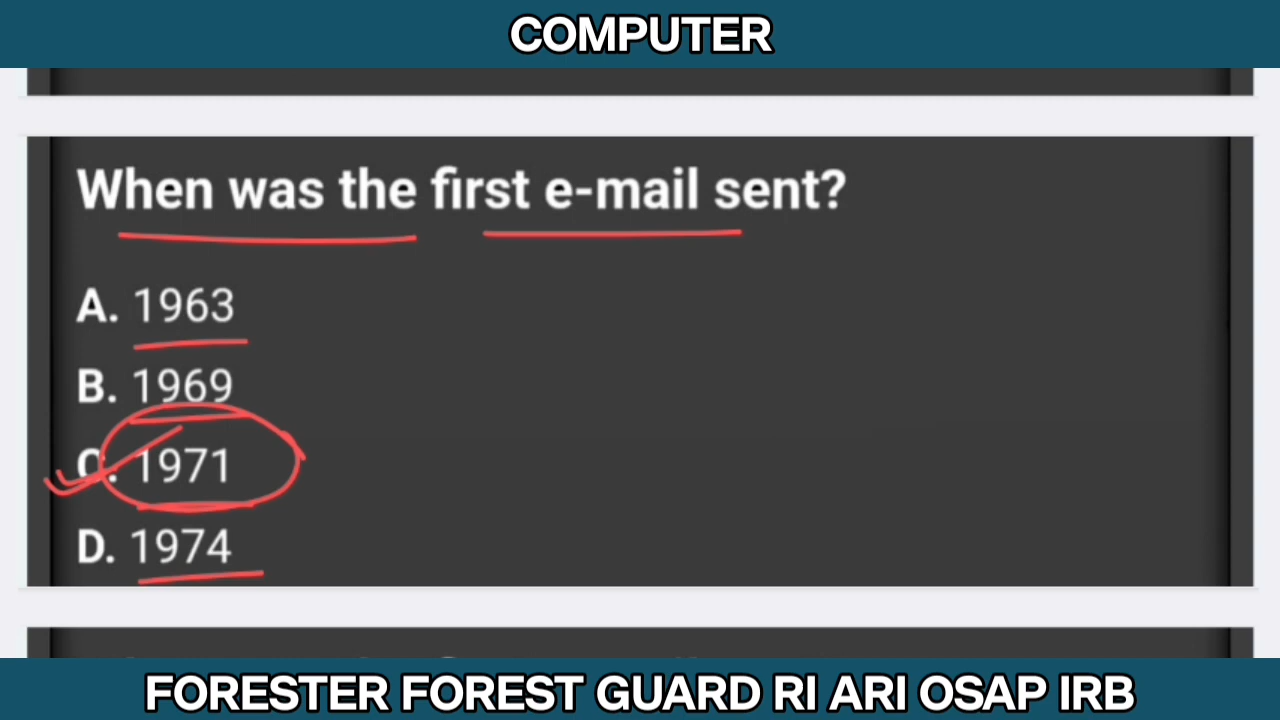 COMPUTER
When was the first e-mail sent?
A. 1963
B. 1969
C. 1971
D. 1974
FORESTER FOREST GUARD RI ARI OSAP IRB